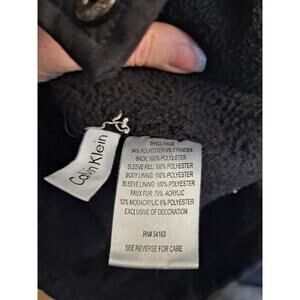 Calvin Klein
SHELL FACE:
94% POLYESTER 6% SPANDEX
BACK: 100% POLYESTER
SLEEVE FILL: 100% POLYESTER
BODY LINING: 100% POLYESTER
SLEEVE LINING: 100% POLYESTER
FAUX FUR: 79% ACRYLIC
12% MODACRYLIC 9% POLYESTER
EXCLUSIVE OF DECORATION
RN# 54163
SEE REVERSE FOR CARE